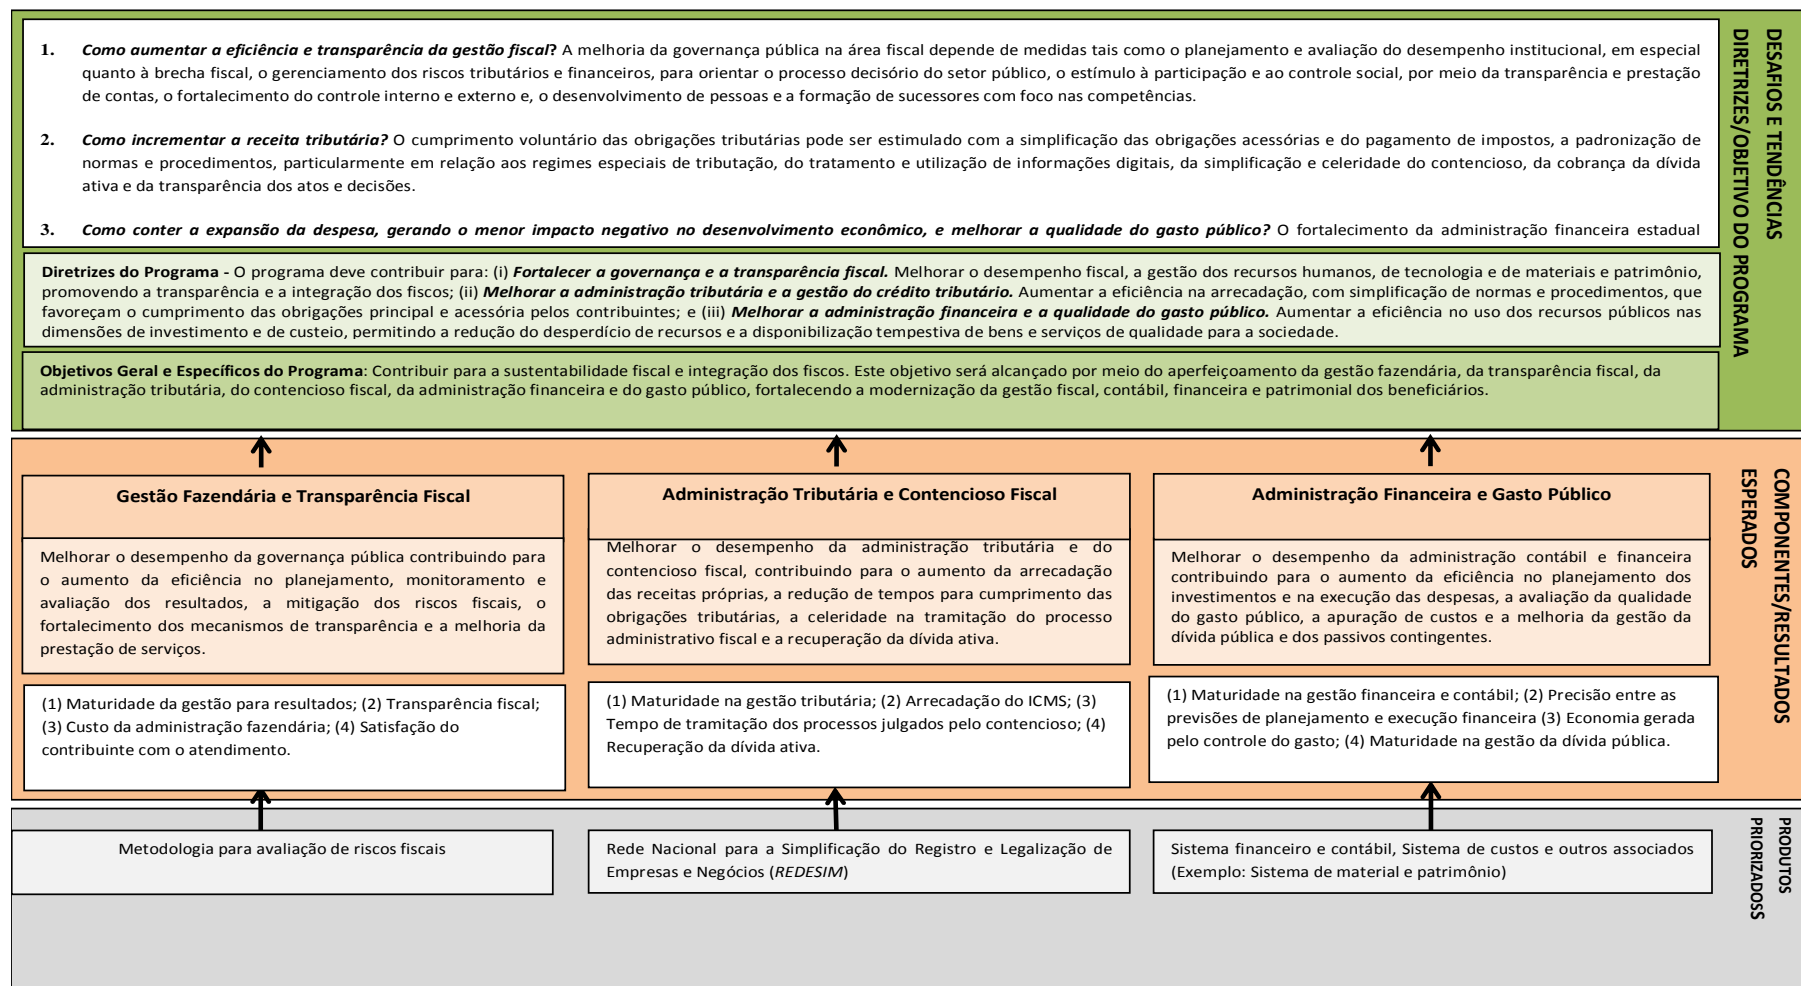 1. Como aumentar a eficiência e transparência da gestão fiscal? A melhoria da governança pública na área fiscal depende de medidas tais como o planejamento e avaliação do desempenho institucional, em especial
quanto à brecha fiscal, o gerenciamento dos riscos tributários e financeiros, para orientar o processo decisório do setor público, o estímulo à participação e ao controle social, por meio da transparência e prestação
de contas, o fortalecimento do controle interno e externo e, o desenvolvimento de pessoas e a formação de sucessores com foco nas competências.
2. Como incrementar a receita tributária? O cumprimento voluntário das obrigações tributárias pode ser estimulado com a simplificação das obrigações acessórias e do pagamento de impostos, a padronização de
normas e procedimentos, particularmente em relação aos regimes especiais de tributação, do tratamento e utilização de informações digitais, da simplificação e celeridade do contencioso, da cobrança da dívida
ativa e da transparência dos atos e decisões.
3. Como conter a expansão da despesa, gerando o menor impacto negativo no desenvolvimento econômico, e melhorar a qualidade do gasto público? O fortalecimento da administração financeira estadual
Diretrizes do Programa - O programa deve contribuir para: (i) Fortalecer a governança e a transparência fiscal. Melhorar o desempenho fiscal, a gestão dos recursos humanos, de tecnologia e de materiais e patrimônio,
promovendo a transparência e a integração dos fiscos; (ii) Melhorar a administração tributária e a gestão do crédito tributário. Aumentar a eficiência na arrecadação, com simplificação de normas e procedimentos, que
favoreçam o cumprimento das obrigações principal e acessória pelos contribuintes; e (iii) Melhorar a administração financeira e a qualidade do gasto público. Aumentar a eficiência no uso dos recursos públicos nas
dimensões de investimento e de custeio, permitindo a redução do desperdício de recursos e a disponibilização tempestiva de bens e serviços de qualidade para a sociedade.
Objetivos Geral e Específicos do Programa: Contribuir para a sustentabilidade fiscal e integração dos fiscos. Este objetivo será alcançado por meio do aperfeiçoamento da gestão fazendária, da transparência fiscal, da
administração tributária, do contencioso fiscal, da administração financeira e do gasto público, fortalecendo a modernização da gestão fiscal, contábil, financeira e patrimonial dos beneficiários.
DESAFIOS E TENDÊNCIAS
DIRETRIZES/OBJETIVO DO PROGRAMA
Gestão Fazendária e Transparência Fiscal
Melhorar o desempenho da governança pública contribuindo para
o aumento da eficiência no planejamento, monitoramento e
avaliação dos resultados, a mitigação dos riscos fiscais, o
fortalecimento dos mecanismos de transparência e a melhoria da
prestação de serviços.
(1) Maturidade da gestão para resultados; (2) Transparência fiscal;
(3) Custo da administração fazendária; (4) Satisfação do
contribuinte com o atendimento.
Administração Tributária e Contencioso Fiscal
Melhorar o desempenho da administração tributária e do
contencioso fiscal, contribuindo para o aumento da arrecadação
das receitas próprias, a redução de tempos para cumprimento das
obrigações tributárias, a celeridade na tramitação do processo
administrativo fiscal e a recuperação da dívida ativa.
(1) Maturidade na gestão tributária; (2) Arrecadação do ICMS; (3)
Tempo de tramitação dos processos julgados pelo contencioso; (4)
Recuperação da dívida ativa.
Administração Financeira e Gasto Público
Melhorar o desempenho da administração contábil e financeira
contribuindo para o aumento da eficiência no planejamento dos
investimentos e na execução das despesas, a avaliação da qualidade
do gasto público, a apuração de custos e a melhoria da gestão da
dívida pública e dos passivos contingentes.
(1) Maturidade na gestão financeira e contábil; (2) Precisão entre as
previsões de planejamento e execução financeira (3) Economia gerada
pelo controle do gasto; (4) Maturidade na gestão da dívida pública.
COMPONENTES/RESULTADOS
ESPERADOS
Metodologia para avaliação de riscos fiscais
Rede Nacional para a Simplificação do Registro e Legalização de
Empresas e Negócios (REDESIM)
Sistema financeiro e contábil, Sistema de custos e outros associados
(Exemplo: Sistema de material e patrimônio)
PRODUTOS
PRIORIZADOSS